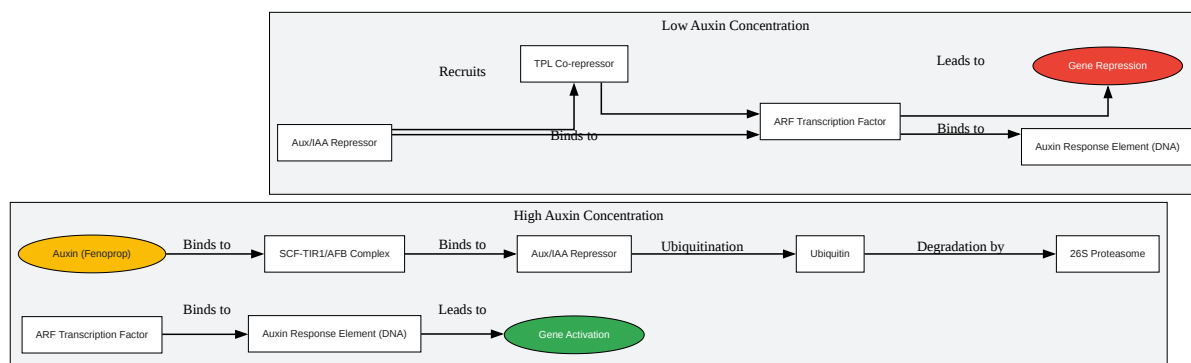 Low Auxin Concentration
Recruits
TPL Co-repressor
Leads to
Gene Repression
Aux/IAA Repressor
Binds to
ARF Transcription Factor
Binds to
Auxin Response Element (DNA)
High Auxin Concentration
Auxin (Fenoprop)
Binds to
SCF-TIR1/AFB Complex
Binds to
Aux/IAA Repressor
Ubiquitination
Ubiquitin
Degradation by
26S Proteasome
ARF Transcription Factor
Binds to
Auxin Response Element (DNA)
Leads to
Gene Activation